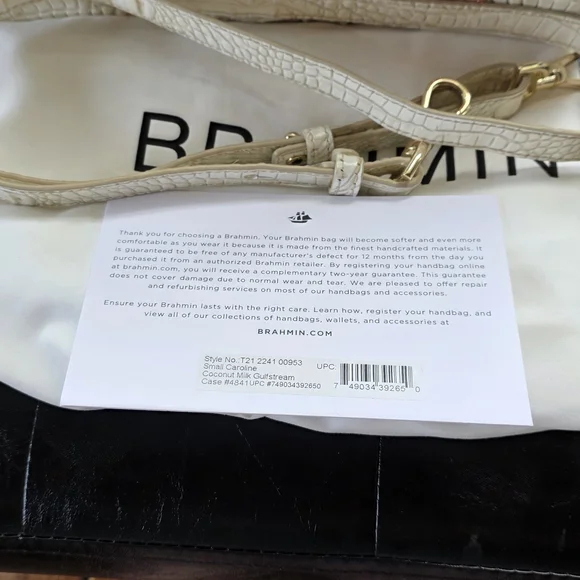 BRAHMIN
Thank you for choosing a Brahmin. Your Brahmin bag will become softer and even more
comfortable as you wear it because it is made from the finest handcrafted materials. It
is guaranteed to be free of any manufacturer's defect for 12 months from the day you
purchased it from an authorized Brahmin retailer. By registering your handbag online
at brahmin.com, you will receive a complementary two-year guarantee. This guarantee
does not cover damage due to normal wear and tear. We are pleased to offer repair
and refurbishing services on most of our handbags and accessories.
Ensure your Brahmin lasts with the right care. Learn how, register your handbag, and
view all of our collections of handbags, wallets, and accessories at
BRAHMIN.COM
Style No.:T21 2241 00953 UPC:
Small Caroline
Coconut Milk Gulfstream
Case #4841UPC #749034392650 7 49034 39265 0